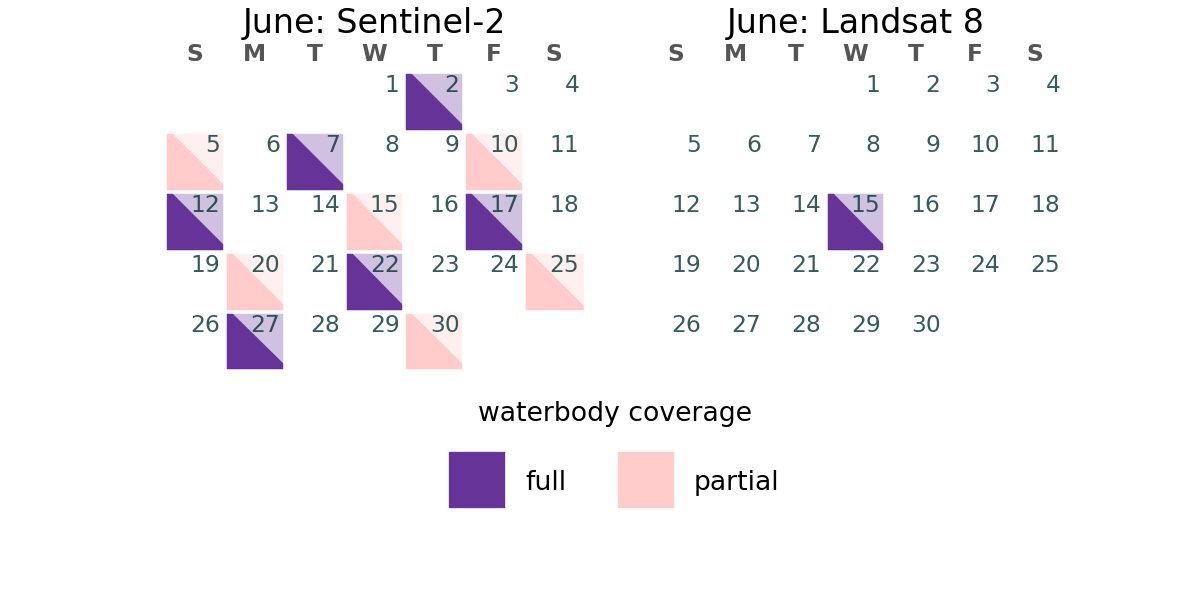 June: Sentinel-2
S M T W T F S
1 2 3 4
5 6 7 8 9 10 11
12 13 14 15 16 17 18
19 20 21 22 23 24 25
26 27 28 29 30
June: Landsat 8
S M T W T F S
1 2 3 4
5 6 7 8 9 10 11
12 13 14 15 16 17 18
19 20 21 22 23 24 25
26 27 28 29 30
waterbody coverage
full
partial